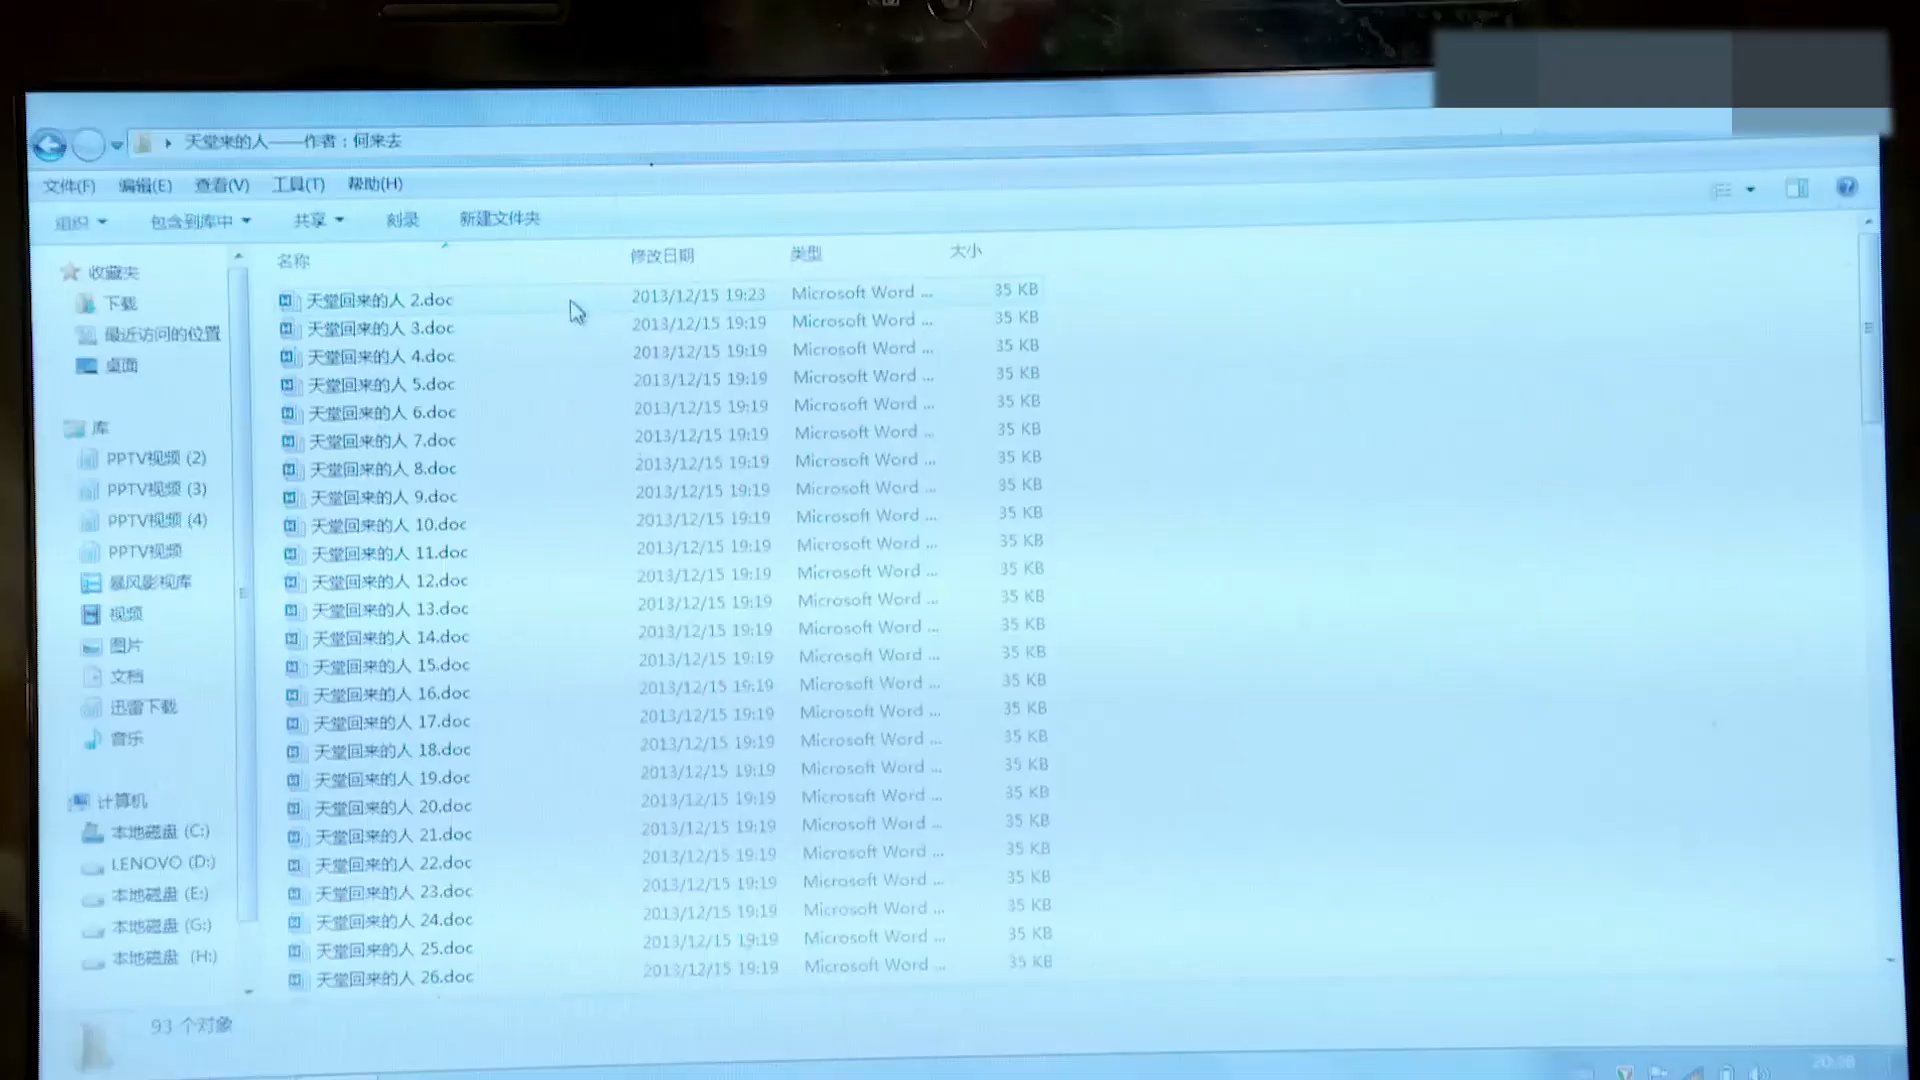 天堂来的人——作者：何来去
文件(F) 编辑(E) 查看(V) 工具(T) 帮助(H)
组织 包含到库中 共享 刻录 新建文件夹
名称 修改日期 类型 大小
收藏夹
下载
最近访问的位置
桌面
库
PPTV视频 (2)
PPTV视频 (3)
PPTV视频 (4)
PPTV视频
暴风影视库
视频
图片
文档
迅雷下载
音乐
计算机
本地磁盘 (C:)
LENOVO (D:)
本地磁盘 (E:)
本地磁盘 (G:)
本地磁盘 (H:)
天堂回来的人 2.doc 2013/12/15 19:23 Microsoft Word ... 35 KB
天堂回来的人 3.doc 2013/12/15 19:19 Microsoft Word ... 35 KB
天堂回来的人 4.doc 2013/12/15 19:19 Microsoft Word ... 35 KB
天堂回来的人 5.doc 2013/12/15 19:19 Microsoft Word ... 35 KB
天堂回来的人 6.doc 2013/12/15 19:19 Microsoft Word ... 35 KB
天堂回来的人 7.doc 2013/12/15 19:19 Microsoft Word ... 35 KB
天堂回来的人 8.doc 2013/12/15 19:19 Microsoft Word ... 35 KB
天堂回来的人 9.doc 2013/12/15 19:19 Microsoft Word ... 35 KB
天堂回来的人 10.doc 2013/12/15 19:19 Microsoft Word ... 35 KB
天堂回来的人 11.doc 2013/12/15 19:19 Microsoft Word ... 35 KB
天堂回来的人 12.doc 2013/12/15 19:19 Microsoft Word ... 35 KB
天堂回来的人 13.doc 2013/12/15 19:19 Microsoft Word ... 35 KB
天堂回来的人 14.doc 2013/12/15 19:19 Microsoft Word ... 35 KB
天堂回来的人 15.doc 2013/12/15 19:19 Microsoft Word ... 35 KB
天堂回来的人 16.doc 2013/12/15 19:19 Microsoft Word ... 35 KB
天堂回来的人 17.doc 2013/12/15 19:19 Microsoft Word ... 35 KB
天堂回来的人 18.doc 2013/12/15 19:19 Microsoft Word ... 35 KB
天堂回来的人 19.doc 2013/12/15 19:19 Microsoft Word ... 35 KB
天堂回来的人 20.doc 2013/12/15 19:19 Microsoft Word ... 35 KB
天堂回来的人 21.doc 2013/12/15 19:19 Microsoft Word ... 35 KB
天堂回来的人 22.doc 2013/12/15 19:19 Microsoft Word ... 35 KB
天堂回来的人 23.doc 2013/12/15 19:19 Microsoft Word ... 35 KB
天堂回来的人 24.doc 2013/12/15 19:19 Microsoft Word ... 35 KB
天堂回来的人 25.doc 2013/12/15 19:19 Microsoft Word ... 35 KB
天堂回来的人 26.doc 2013/12/15 19:19 Microsoft Word ... 35 KB
93 个对象